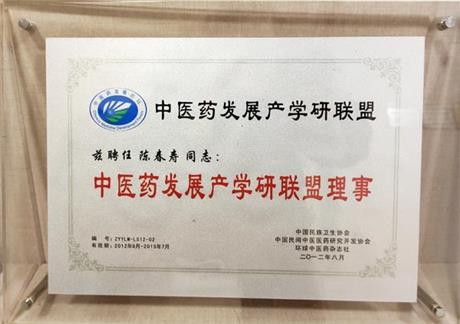 中医药发展产学研联盟
兹聘任 陈春寿 同志：
中医药发展产学研联盟理事
编 号：ZYYLM-LS12-02
有效期：2012年8月-2015年7月
中国民族卫生协会
中国民间中医医药研究开发协会
环球中医药杂志社
二〇一二年八月